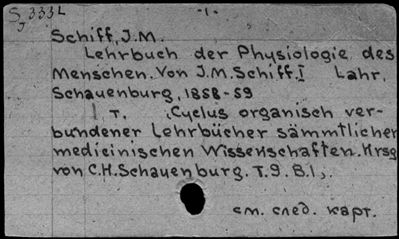 S 333L
J
-1.
Schiff, J.M.
Lehrbuch der Physiologie des
Menschen. Von J.M. Schiff. I Lahr,
Schauenburg, 1858-59
1 т. Cyclus organisch ver-
bundener Lehrbücher sämmtlicher
medicinischen Wissenschaften. Hrsg
von C.H. Schauenburg. T.9. B.1,
см. след. карт.